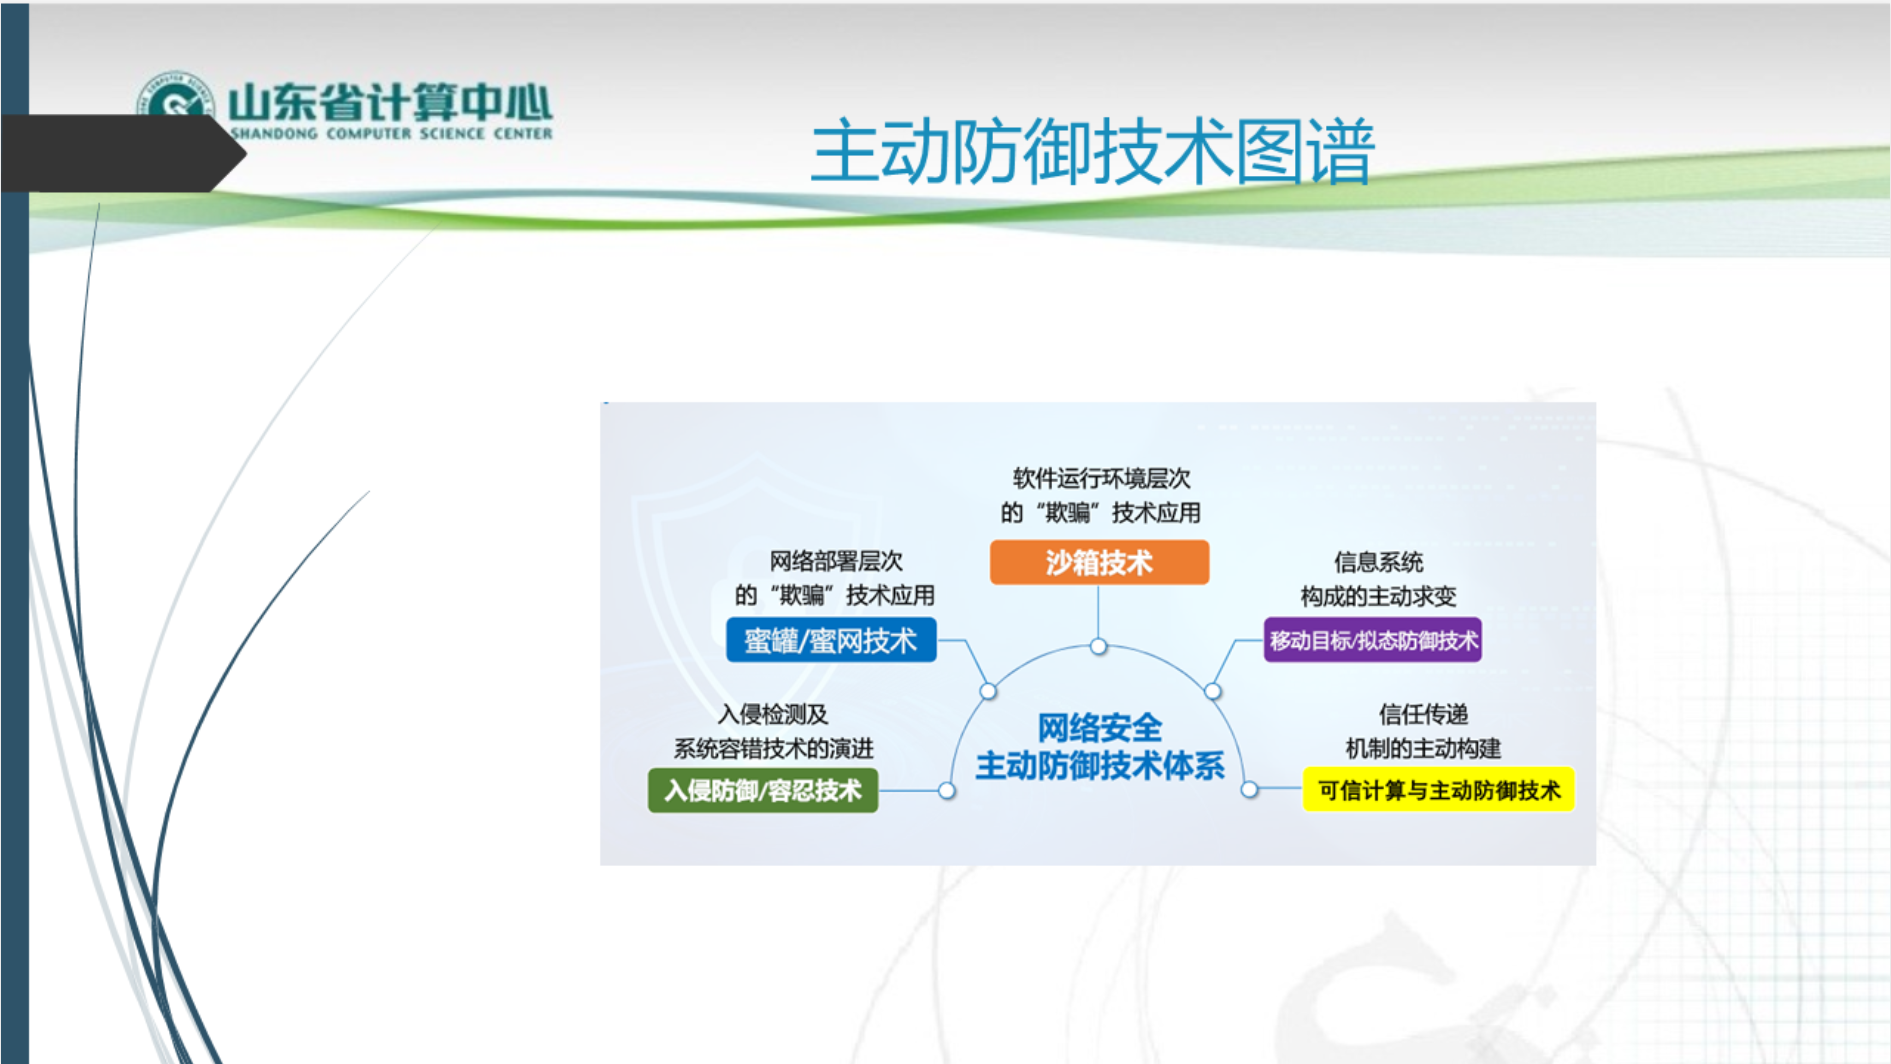 山东省计算中心
SHANDONG COMPUTER SCIENCE CENTER
主动防御技术图谱
软件运行环境层次
的“欺骗”技术应用
沙箱技术
网络部署层次
的“欺骗”技术应用
蜜罐/蜜网技术
信息系统
构成的主动求变
移动目标/拟态防御技术
入侵检测及
系统容错技术的演进
入侵防御/容忍技术
网络安全
主动防御技术体系
信任传递
机制的主动构建
可信计算与主动防御技术